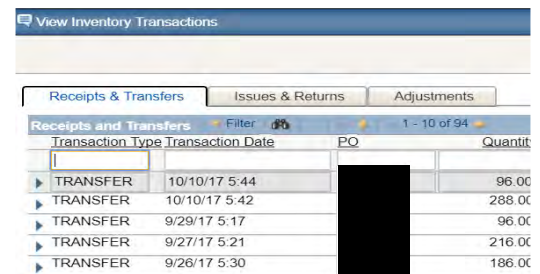 View Inventory Transactions
Receipts & Transfers Issues & Returns Adjustments
Receipts and Transfers Filter 1 - 10 of 94
Transaction Type Transaction Date PO Quantity
TRANSFER 10/10/17 5:44 96.00
TRANSFER 10/10/17 5:42 288.00
TRANSFER 9/29/17 5:17 96.00
TRANSFER 9/27/17 5:21 216.00
TRANSFER 9/26/17 5:30 186.00